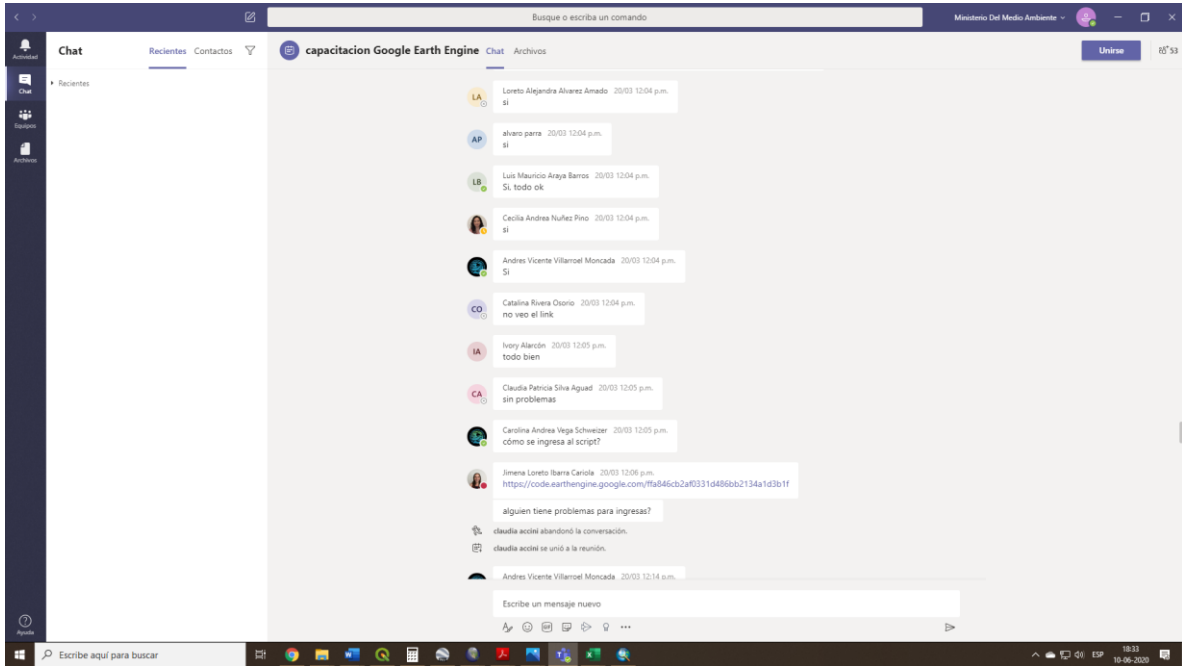 Busque o escriba un comando
Ministerio Del Medio Ambiente
Actividad
Chat
Equipos
Archivos
Ayuda
Chat
Recientes Contactos
Recientes
capacitacion Google Earth Engine Chat Archivos
Unirse
53
Loreto Alejandra Alvarez Amado 20/03 12:04 p.m.
LA
si
alvaro parra 20/03 12:04 p.m.
AP
si
Luis Mauricio Araya Barros 20/03 12:04 p.m.
LB
Si, todo ok
Cecilia Andrea Nuñez Pino 20/03 12:04 p.m.
si
Andres Vicente Villarroel Moncada 20/03 12:04 p.m.
Si
Catalina Rivera Osorio 20/03 12:04 p.m.
CO
no veo el link
Ivory Alarcón 20/03 12:05 p.m.
IA
todo bien
Claudia Patricia Silva Aguad 20/03 12:05 p.m.
CA
sin problemas
Carolina Andrea Vega Schweizer 20/03 12:05 p.m.
cómo se ingresa al script?
Jimena Loreto Ibarra Cariola 20/03 12:06 p.m.
https://code.earthengine.google.com/ffa846cb2af0331d486bb2134a1d3b1f
alguien tiene problemas para ingresas?
claudia accini abandonó la conversación.
claudia accini se unió a la reunión.
Andres Vicente Villarroel Moncada 20/03 12:14 p.m.
Escribe un mensaje nuevo
GIF
Escribe aquí para buscar
ESP
18:33
10-06-2020